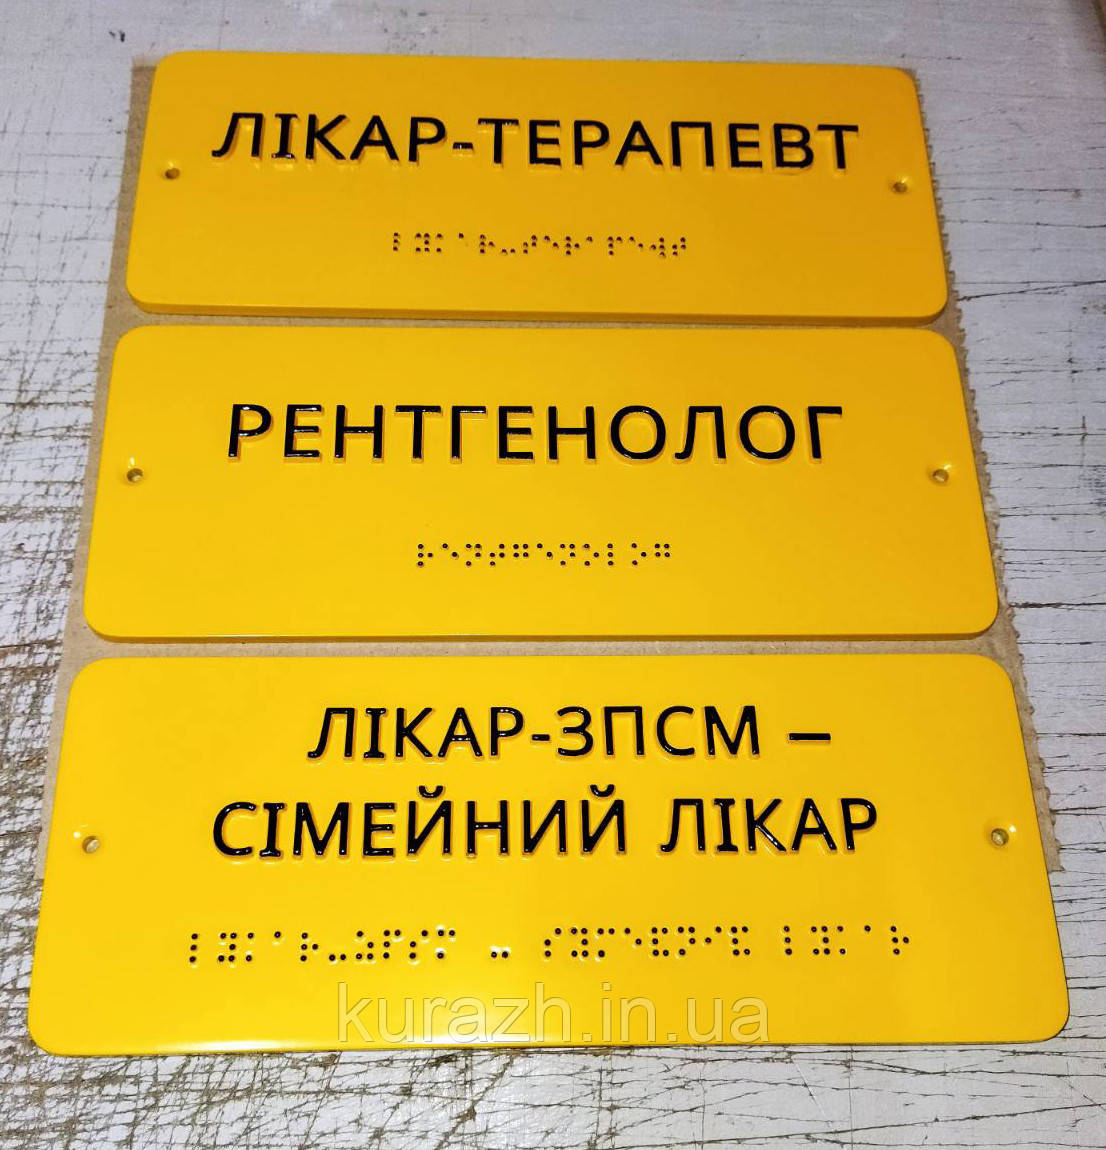 ЛІКАР-ТЕРАПЕВТ
РЕНТГЕНОЛОГ
ЛІКАР-ЗПСМ –
СІМЕЙНИЙ ЛІКАР
kurazh.in.ua